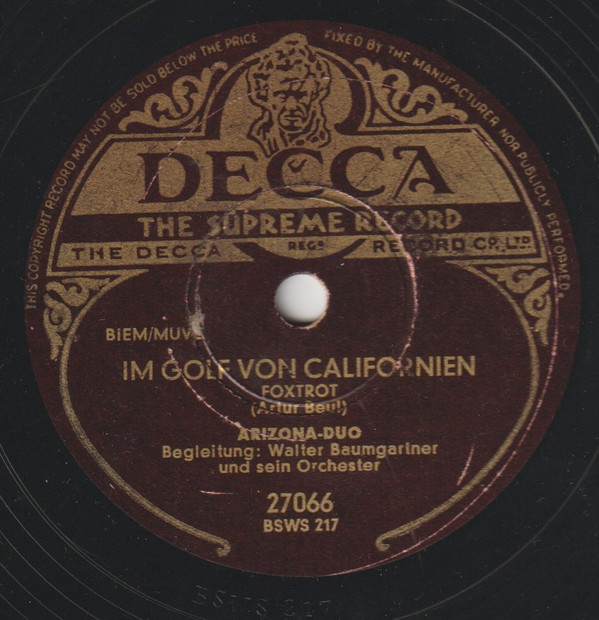 THIS COPYRIGHT RECORD MAY NOT BE SOLD BELOW THE PRICE FIXED BY THE MANUFACTURER NOR PUBLICLY PERFORMED.
DECCA
THE SUPREME RECORD
THE DECCA REGD RECORD CO., LTD.
BIEM/MUV
IM GOLF VON CALIFORNIEN
FOXTROT
(Artur Beul)
ARIZONA-DUO
Begleitung: Walter Baumgartner
und sein Orchester
27066
BSWS 217
BSWS 217